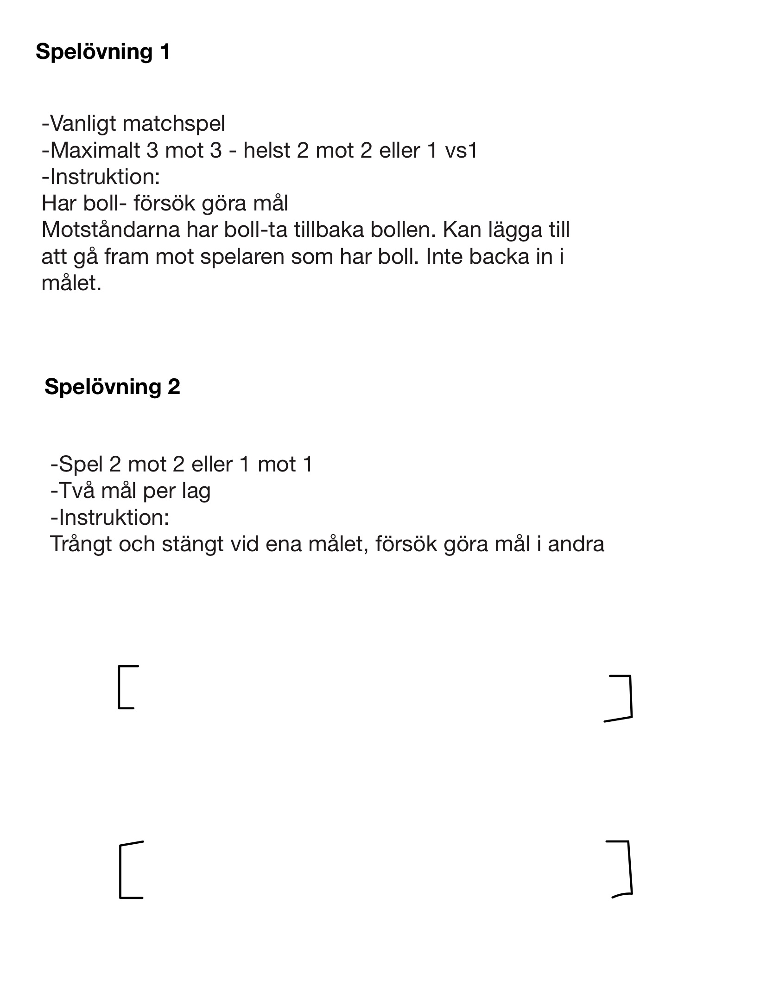 Spelövning 1
-Vanligt matchspel
-Maximalt 3 mot 3 - helst 2 mot 2 eller 1 vs1
-Instruktion:
Har boll- försök göra mål
Motståndarna har boll-ta tillbaka bollen. Kan lägga till
att gå fram mot spelaren som har boll. Inte backa in i
målet.
Spelövning 2
-Spel 2 mot 2 eller 1 mot 1
-Två mål per lag
-Instruktion:
Trångt och stängt vid ena målet, försök göra mål i andra